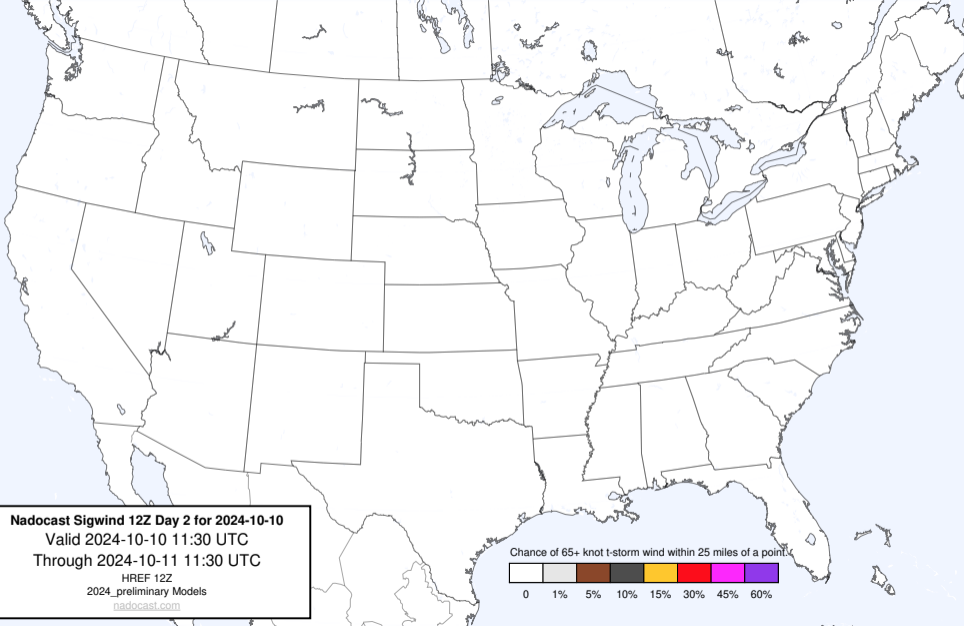 Nadocast Sigwind 12Z Day 2 for 2024-10-10
Valid 2024-10-10 11:30 UTC
Through 2024-10-11 11:30 UTC
HREF 12Z
2024_preliminary Models
nadocast.com
Chance of 65+ knot t-storm wind within 25 miles of a point.
0 1% 5% 10% 15% 30% 45% 60%